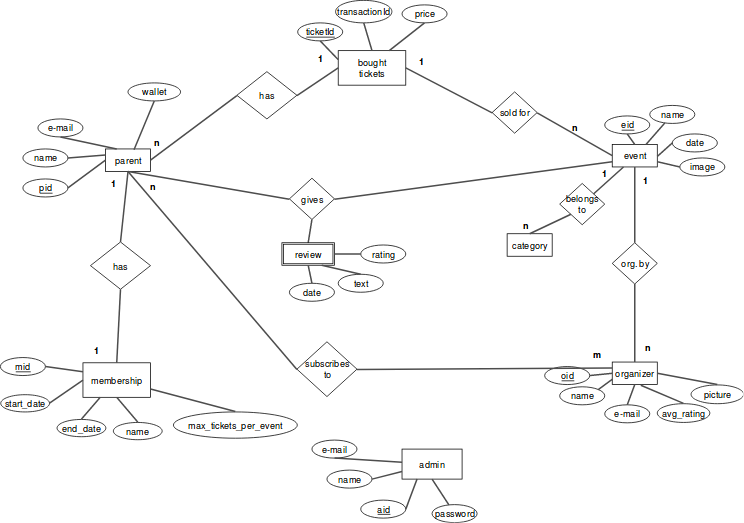 transactionId
price
ticketId
1
bought
tickets
1
has
wallet
sold for
name
eid
e-mail
n
n
date
name
parent
event
image
pid
1
n
1
1
belongs
to
gives
n
category
review
rating
has
org. by
text
date
1
m
n
mid
subscribes
to
organizer
oid
membership
name
picture
start_date
e-mail
avg_rating
end_date
name
max_tickets_per_event
e-mail
admin
name
aid
password